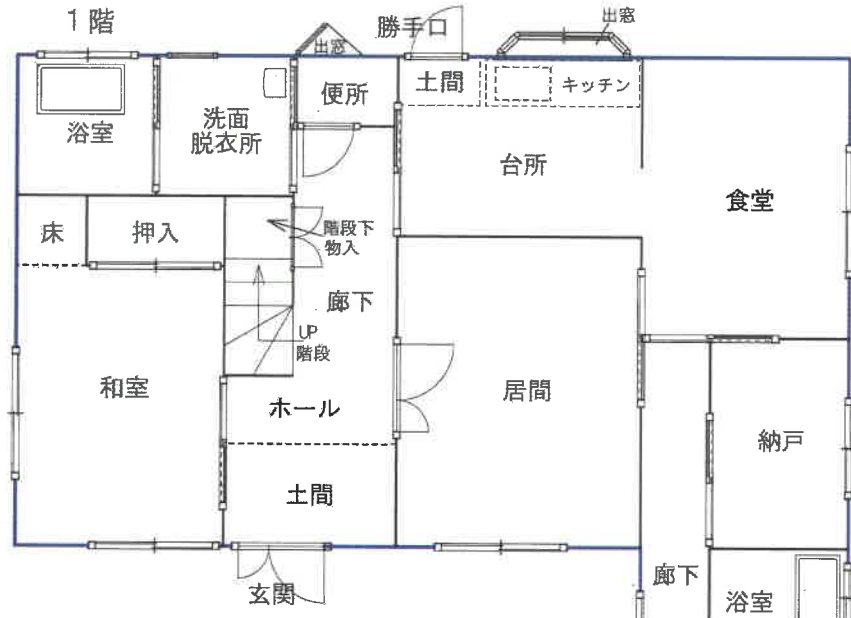 1階
出窓
勝手口
出窓
浴室
洗面
脱衣所
便所
土間
キッチン
台所
食堂
床
押入
階段下
物入
廊下
UP
階段
和室
ホール
居間
納戸
土間
玄関
廊下
浴室